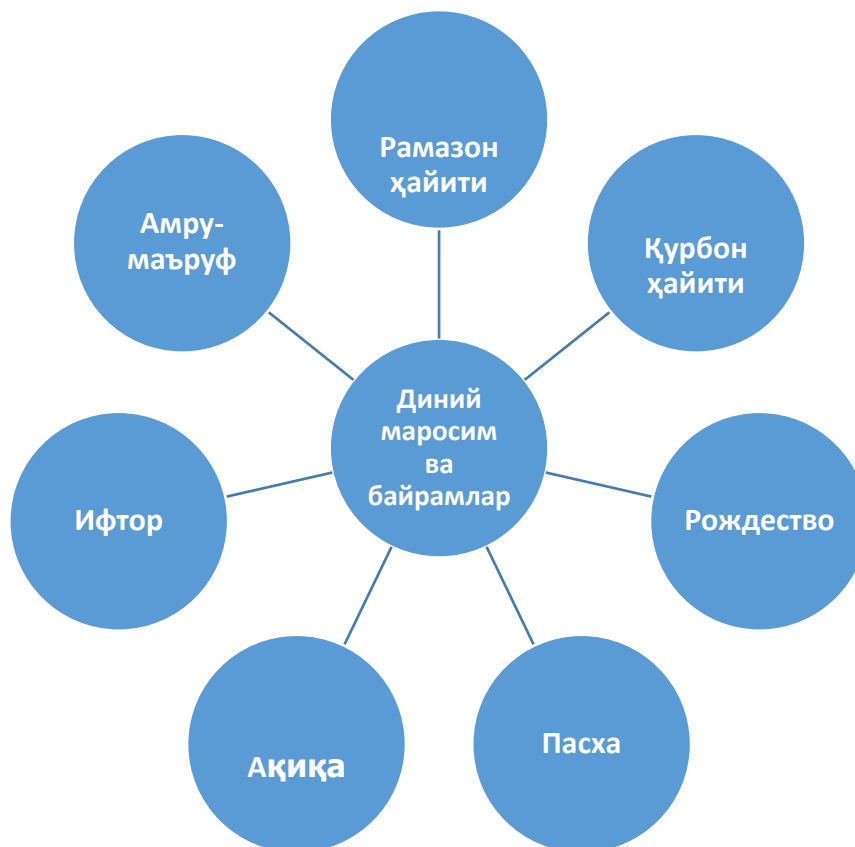 Рамазон
ҳайити
Амру-
маъруф
Қурбон
ҳайити
Диний
маросим
ва
байрамлар
Ифтор
Рождество
Ақиқа
Пасха